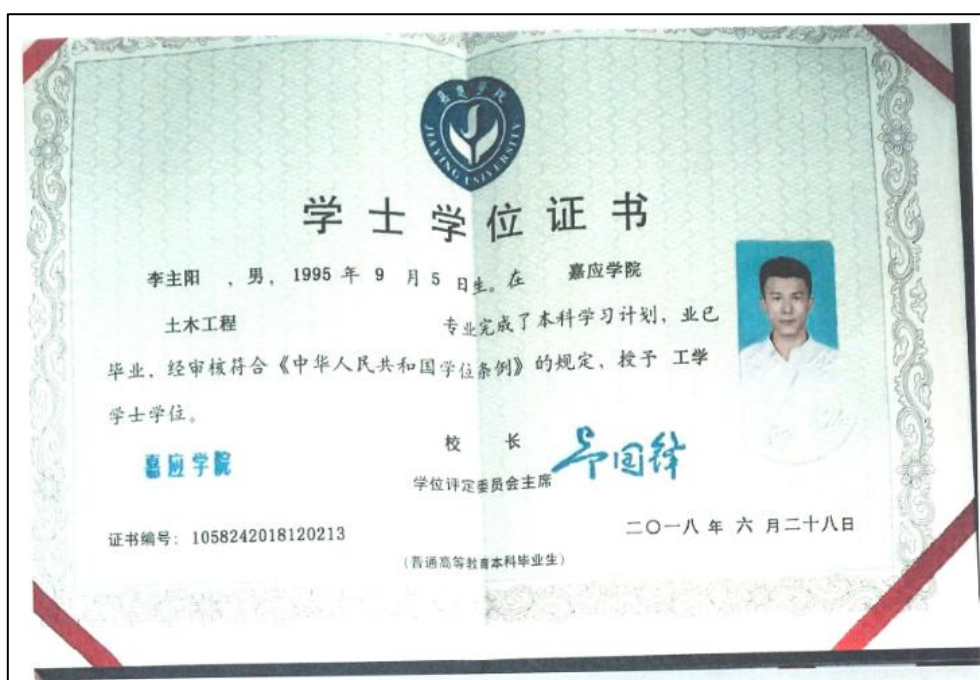 嘉应学院
JIAYING UNIVERSITY
学士学位证书
李主阳 ，男，1995 年 9 月 5 日生。在 嘉应学院
土木工程 专业完成了本科学习计划，业已
毕业，经审核符合《中华人民共和国学位条例》的规定，授予 工学
学士学位。
嘉应学院
校 长
学位评定委员会主席
证书编号：1058242018120213
二〇一八 年 六 月二十八日
（普通高等教育本科毕业生）